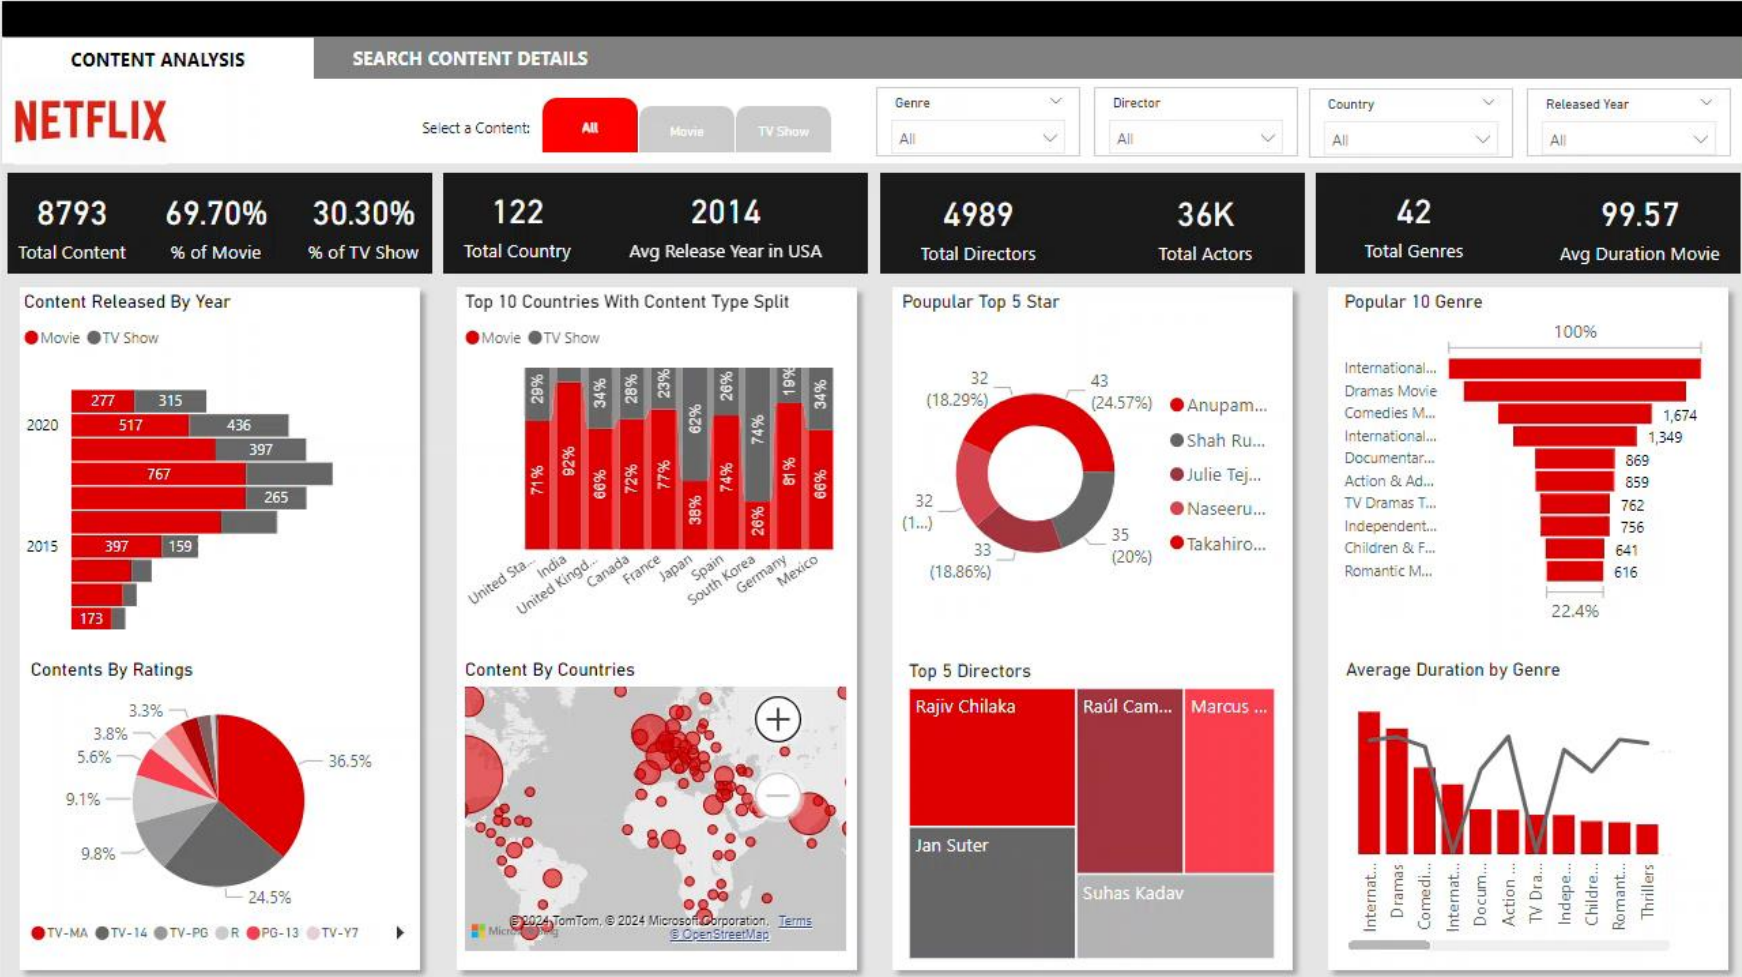 CONTENT ANALYSIS
SEARCH CONTENT DETAILS
NETFLIX
Select a Content:
All
Movie
TV Show
Genre
All
Director
All
Country
All
Released Year
All
8793
Total Content
69.70%
% of Movie
30.30%
% of TV Show
122
Total Country
2014
Avg Release Year in USA
4989
Total Directors
36K
Total Actors
42
Total Genres
99.57
Avg Duration Movie
Content Released By Year
Movie TV Show
277 315
2020 517 436
397
767
265
2015 397 159
173
Top 10 Countries With Content Type Split
Movie TV Show
29% 34% 28% 23% 62% 26% 74% 19% 34%
71% 92% 66% 72% 77% 38% 74% 26% 81% 66%
United Sta...
India
United Kingd...
Canada
France
Japan
Spain
South Korea
Germany
Mexico
Poupular Top 5 Star
32
(18.29%)
43
(24.57%)
32
(1...)
33
(18.86%)
35
(20%)
Anupam...
Shah Ru...
Julie Tej...
Naseeru...
Takahiro...
Popular 10 Genre
100%
International...
Dramas Movie
Comedies M... 1,674
International... 1,349
Documentar... 869
Action & Ad... 859
TV Dramas T... 762
Independent... 756
Children & F... 641
Romantic M... 616
22.4%
Contents By Ratings
3.3%
3.8%
5.6%
9.1%
9.8%
36.5%
24.5%
TV-MA TV-14 TV-PG R PG-13 TV-Y7
Content By Countries
© 2024 TomTom, © 2024 Microsoft Corporation, Terms
© OpenStreetMap
Top 5 Directors
Rajiv Chilaka
Raúl Cam...
Marcus ...
Jan Suter
Suhas Kadav
Average Duration by Genre
Internat...
Dramas
Comedi...
Internat...
Docum...
Action ...
TV Dra...
Indepe...
Childre...
Romant...
Thrillers